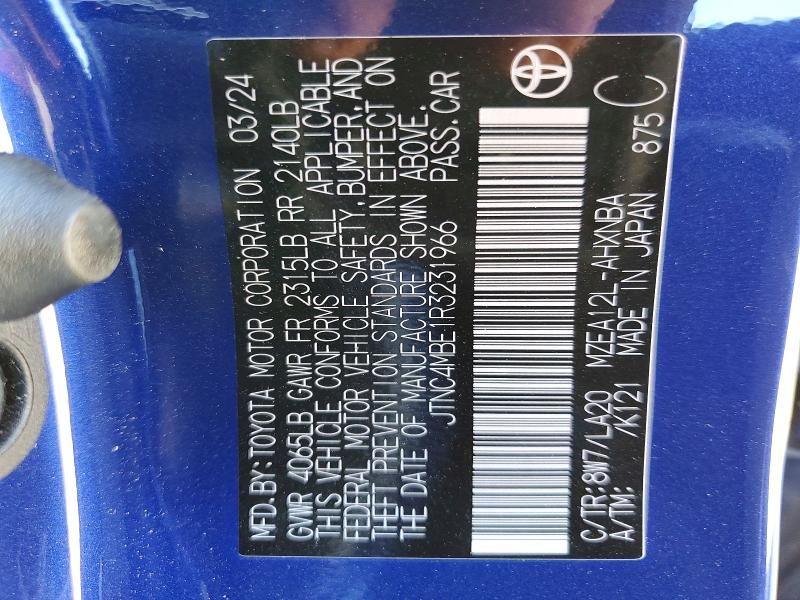 MFD.BY:TOYOTA MOTOR CORPORATION 03/24
GVWR 4065LB GAWR FR 2315LB RR 2140LB
THIS VEHICLE CONFORMS TO ALL APPLICABLE
FEDERAL MOTOR VEHICLE SAFETY,BUMPER,AND
THEFT PREVENTION STANDARDS IN EFFECT ON
THE DATE OF MANUFACTURE SHOWN ABOVE.
JTNC4MBE1R3231966 PASS.CAR
C/TR:8W7/LA20 MZEA12L-AHXNBA
A/TM: /K121 MADE IN JAPAN 875 C